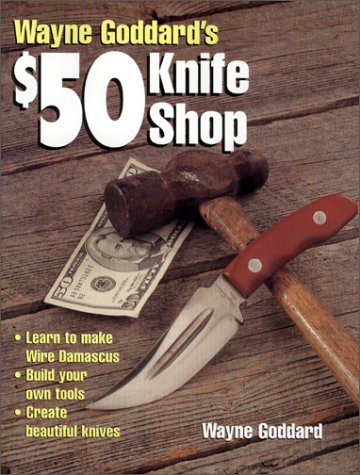 Wayne Goddard's
$50 Knife
Shop
50
• Learn to make
Wire Damascus
• Build your
own tools
• Create
beautiful knives
Wayne Goddard